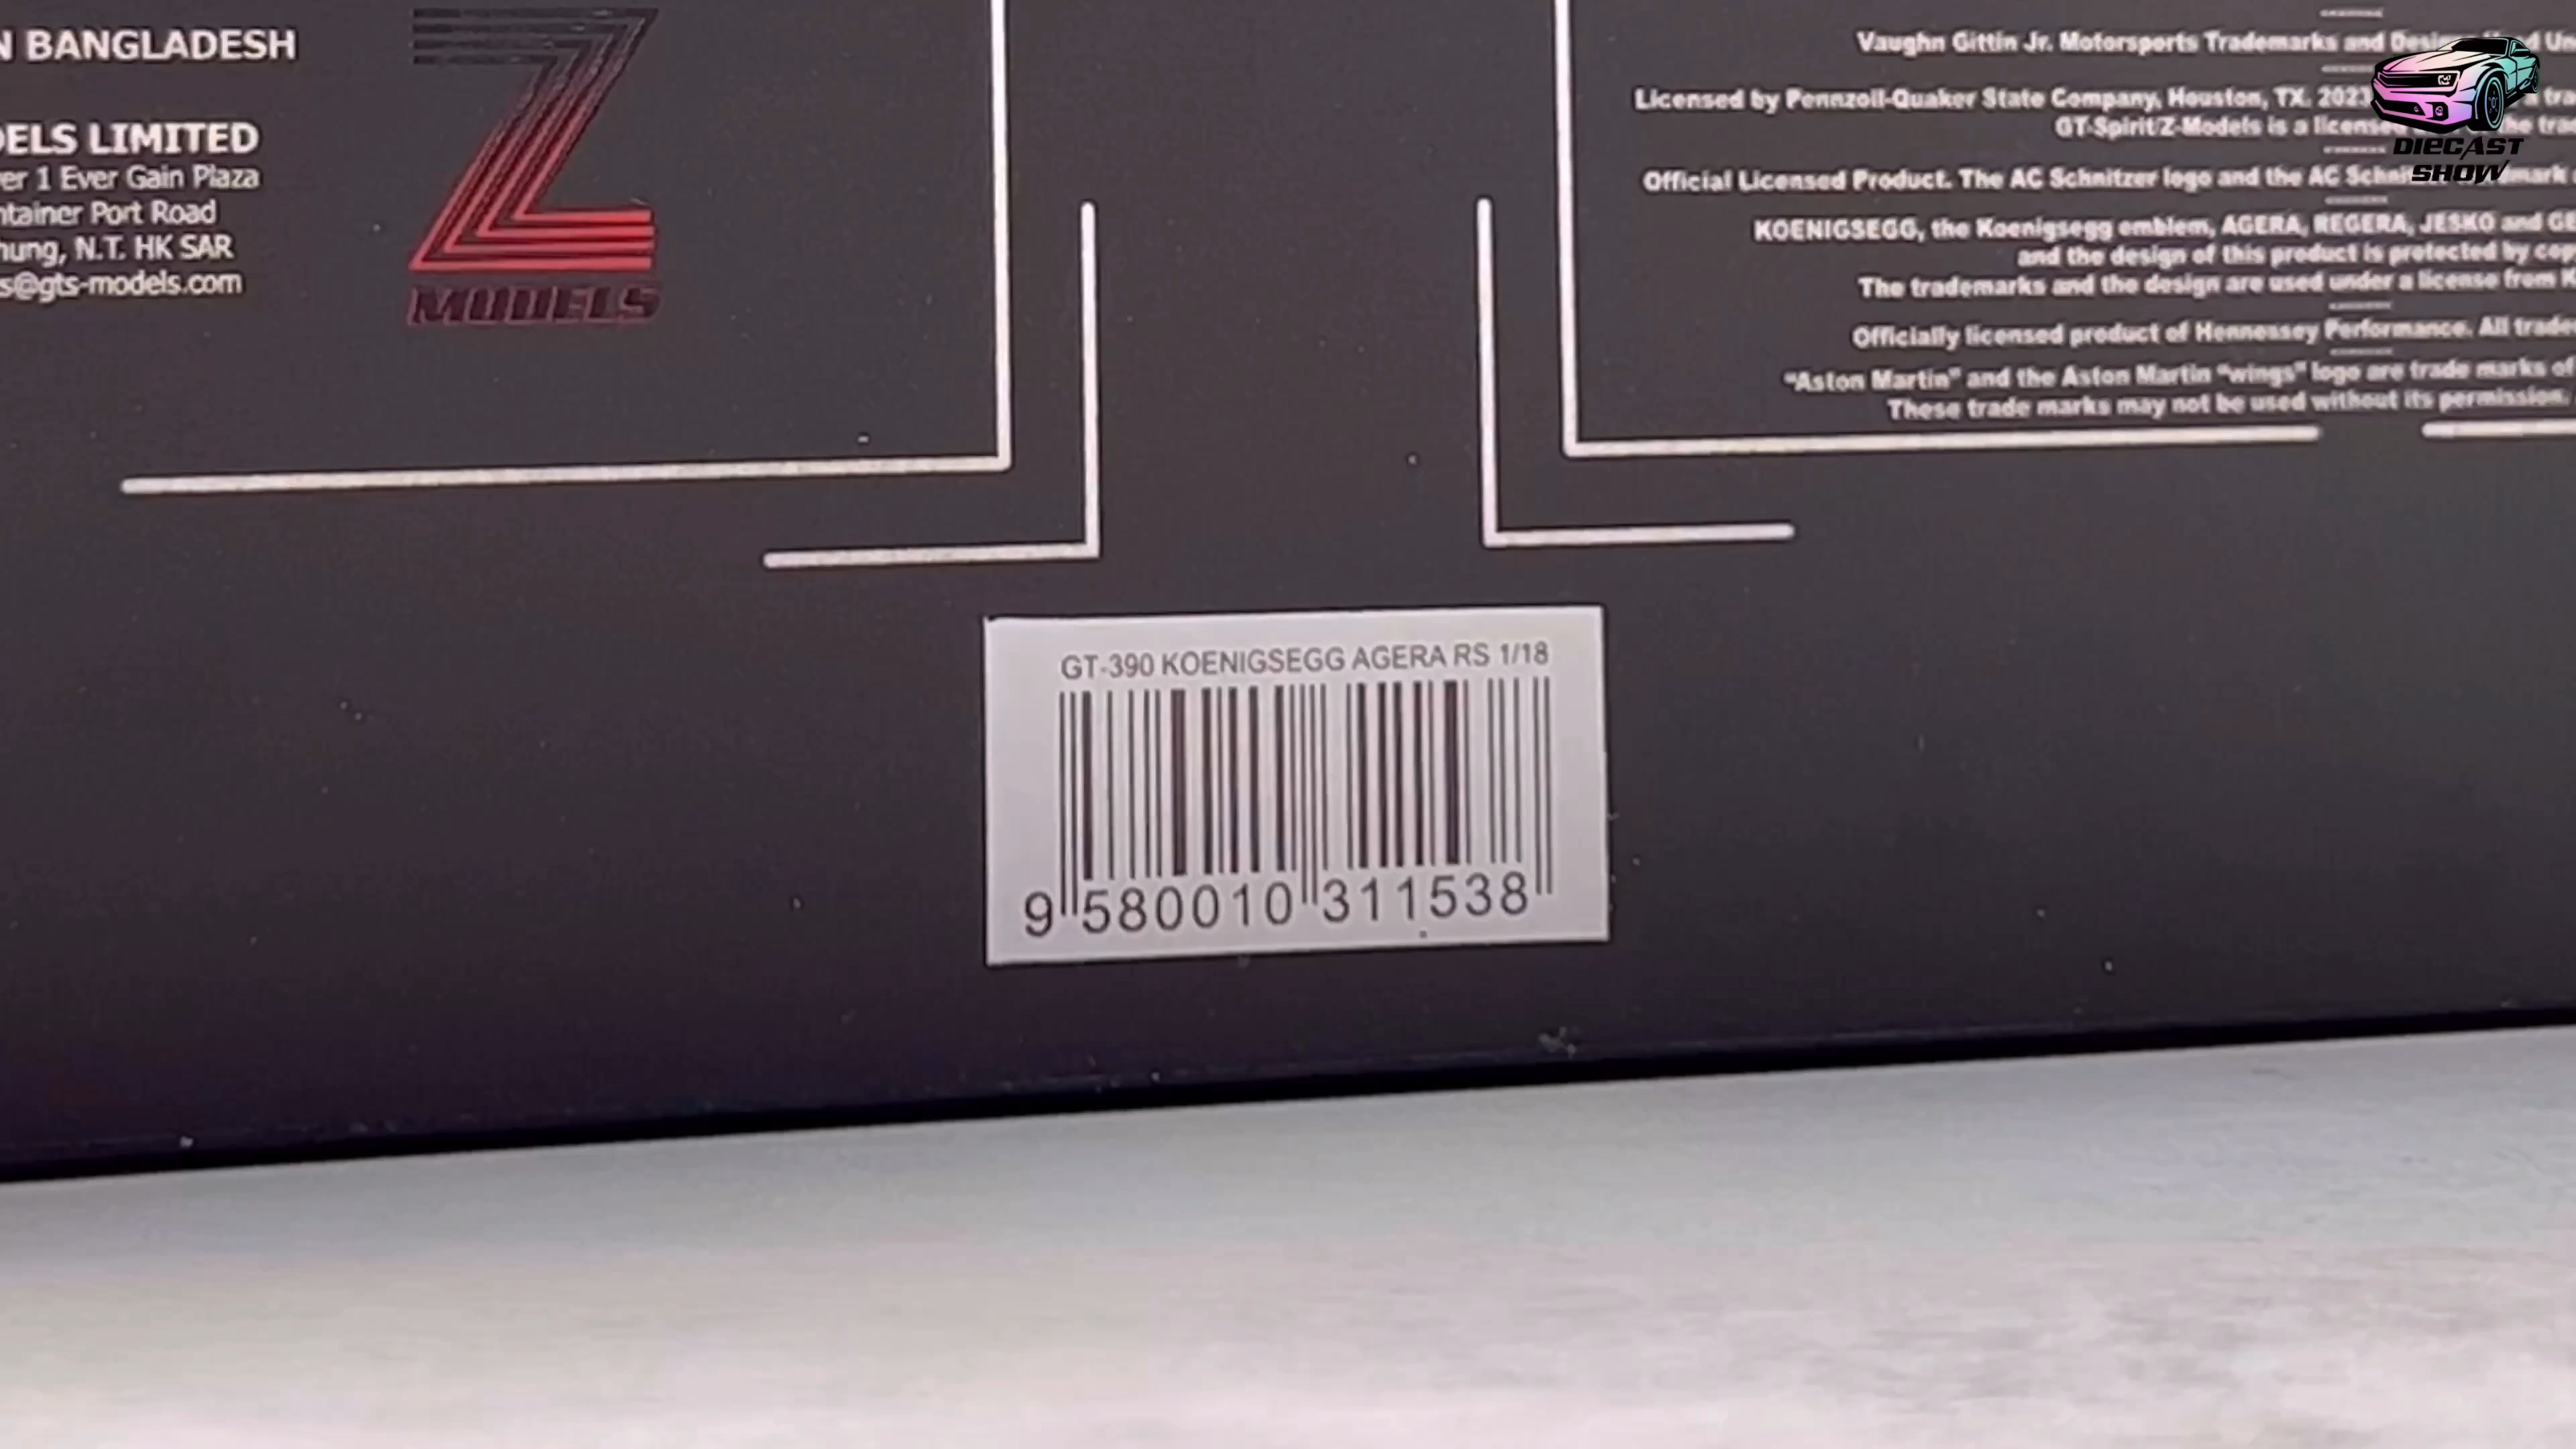 N BANGLADESH
DELS LIMITED
er 1 Ever Gain Plaza
ntainer Port Road
hung, N.T. HK SAR
s@gts-models.com
Z
MODELS
Vaughn Gittin Jr. Motorsports Trademarks and
Licensed by Pennzoil-Quaker State Company, Houston, TX. 2023
GT-Spirit/Z-Models is a
Official Licensed Product. The AC Schnitzer logo and the AC
KOENIGSEGG, the Koenigsegg emblem, AGERA, REGERA, JESKO and
and the design of this product is protected by
The trademarks and the design are used under a license from
Officially licensed product of Hennessey Performance. All
“Aston Martin” and the Aston Martin “wings” logo are trade marks of
These trade marks may not be used without its permission.
DIECAST
SHOW
GT-390 KOENIGSEGG AGERA RS 1/18
9 580010 311538